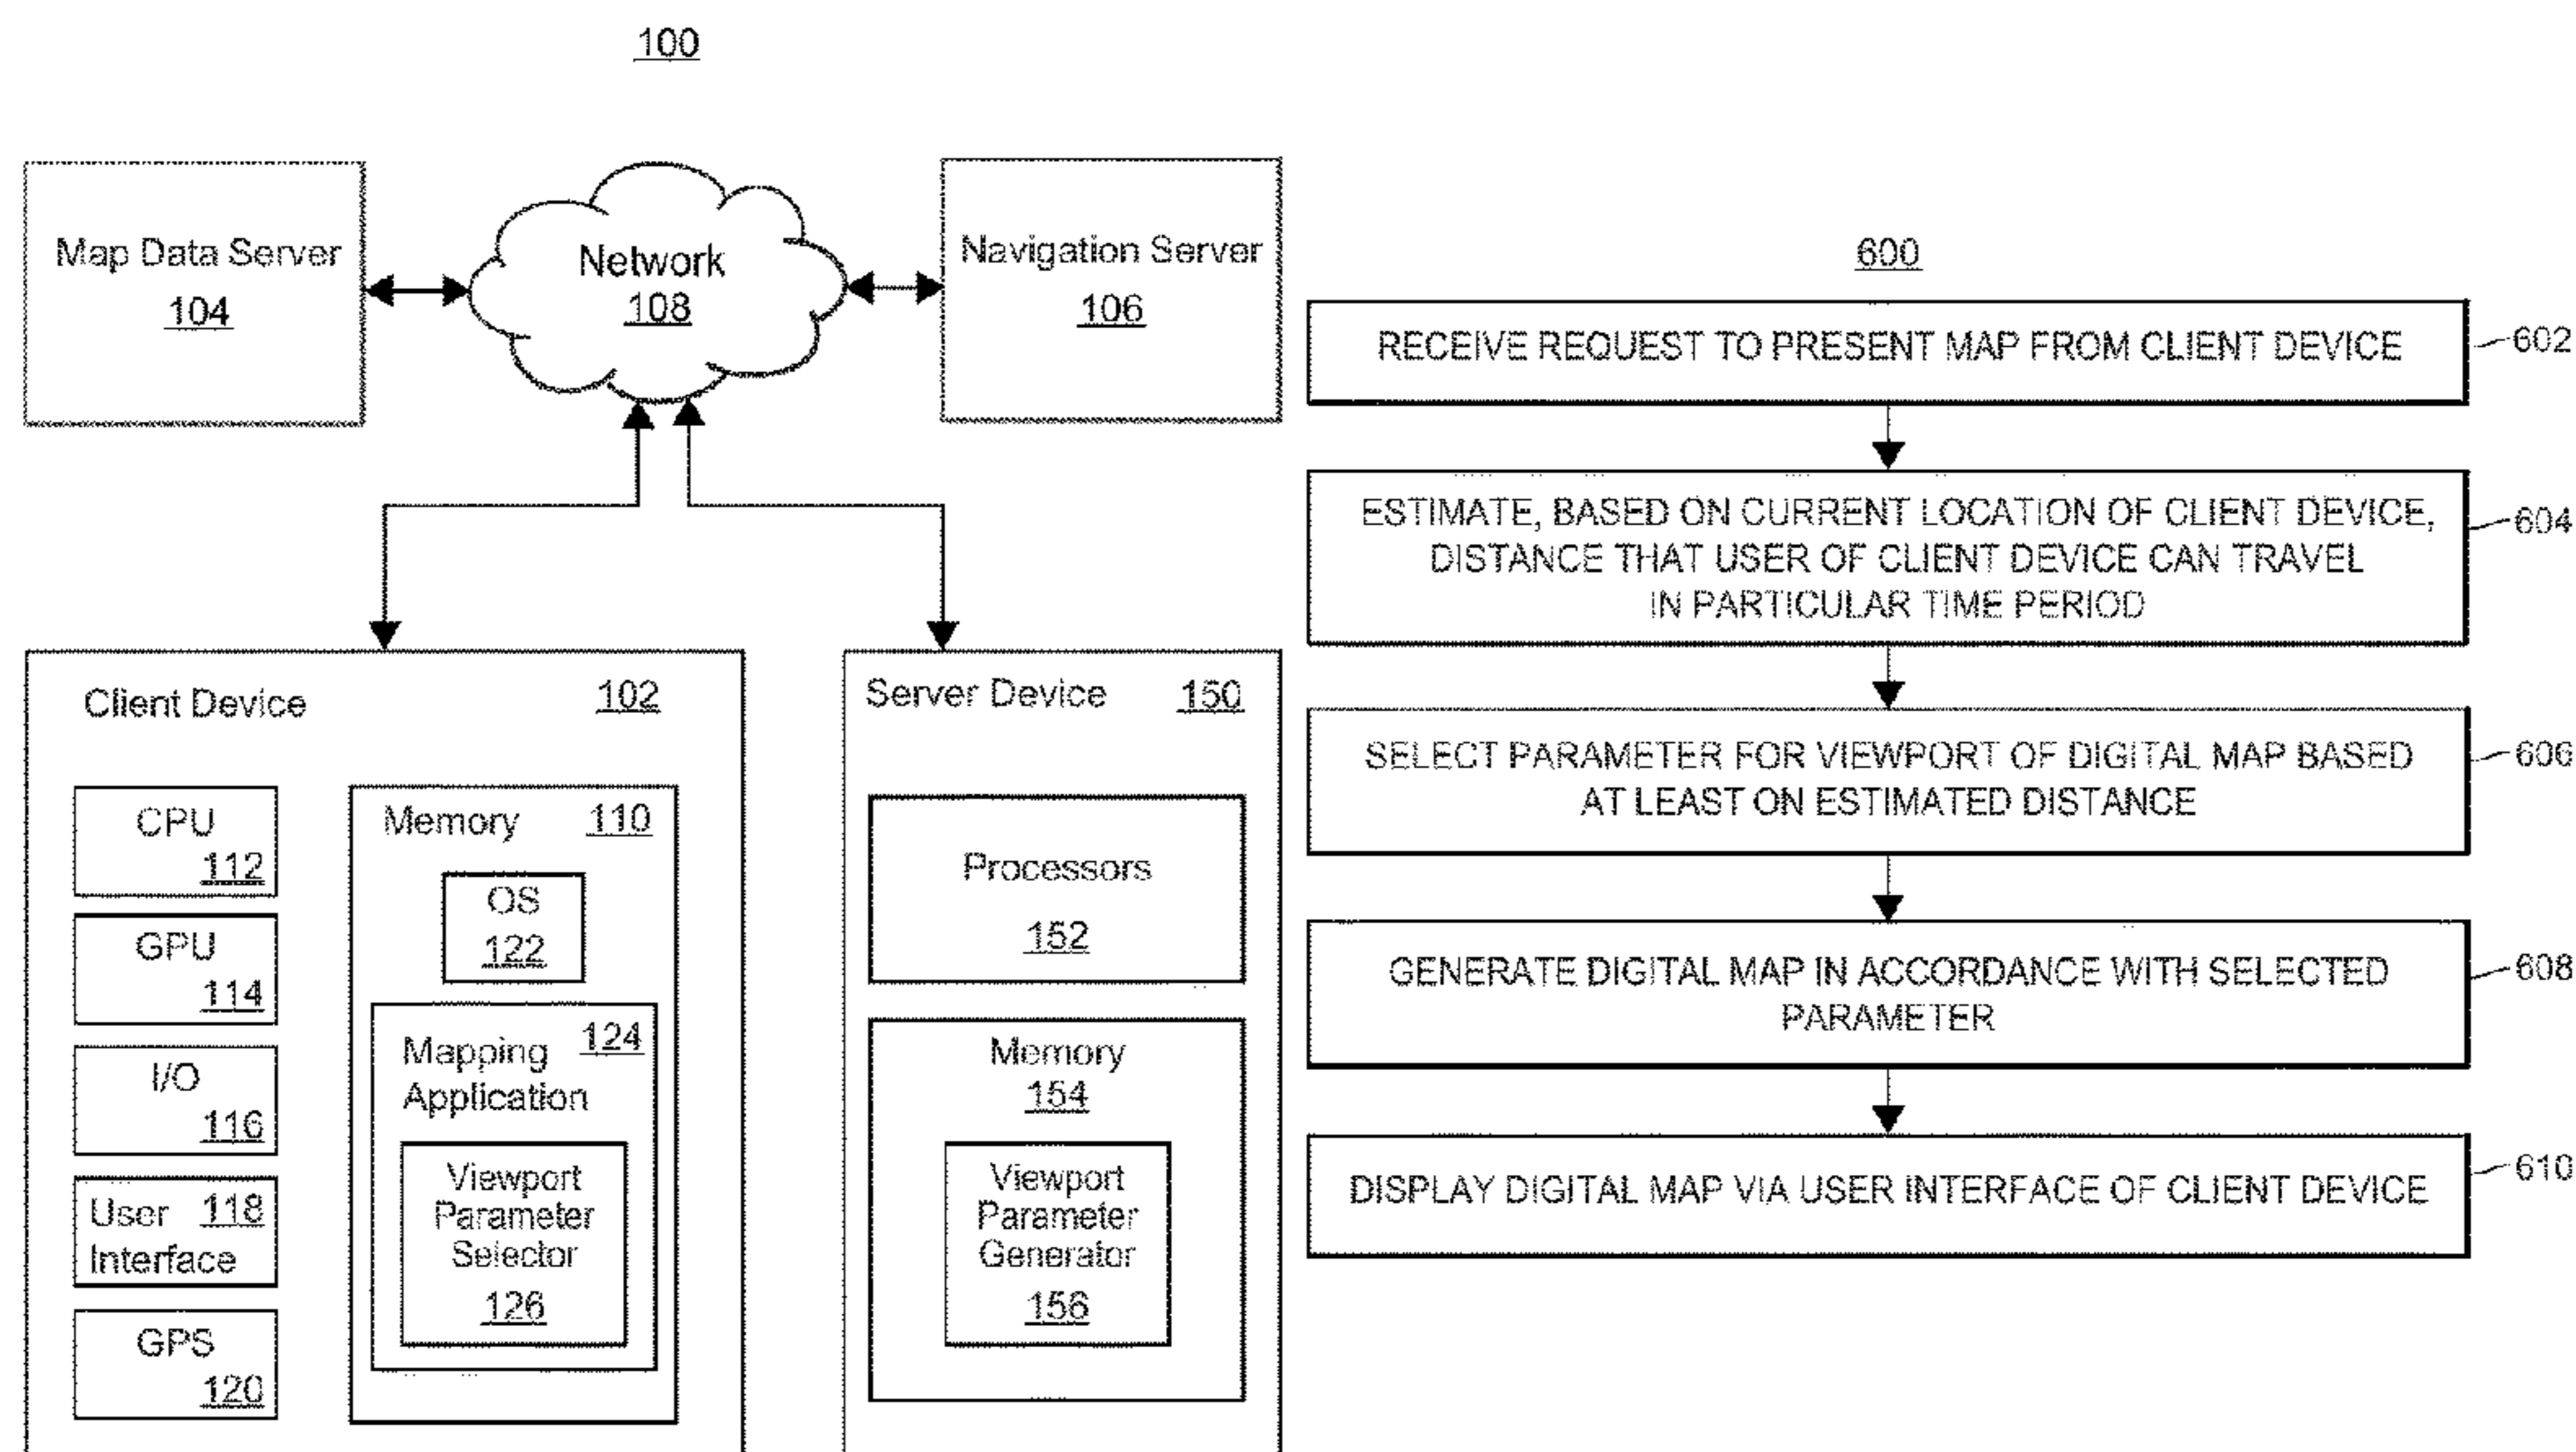 100
Map Data Server
104
Network
108
Navigation Server
106
Client Device 102
CPU
112
GPU
114
I/O
116
User 118
Interface
GPS
120
Memory 110
OS
122
Mapping 124
Application
Viewport
Parameter
Selector
126
Server Device 150
Processors
152
Memory
154
Viewport
Parameter
Generator
156
600
RECEIVE REQUEST TO PRESENT MAP FROM CLIENT DEVICE
602
ESTIMATE, BASED ON CURRENT LOCATION OF CLIENT DEVICE,
DISTANCE THAT USER OF CLIENT DEVICE CAN TRAVEL
IN PARTICULAR TIME PERIOD
604
SELECT PARAMETER FOR VIEWPORT OF DIGITAL MAP BASED
AT LEAST ON ESTIMATED DISTANCE
606
GENERATE DIGITAL MAP IN ACCORDANCE WITH SELECTED
PARAMETER
608
DISPLAY DIGITAL MAP VIA USER INTERFACE OF CLIENT DEVICE
610